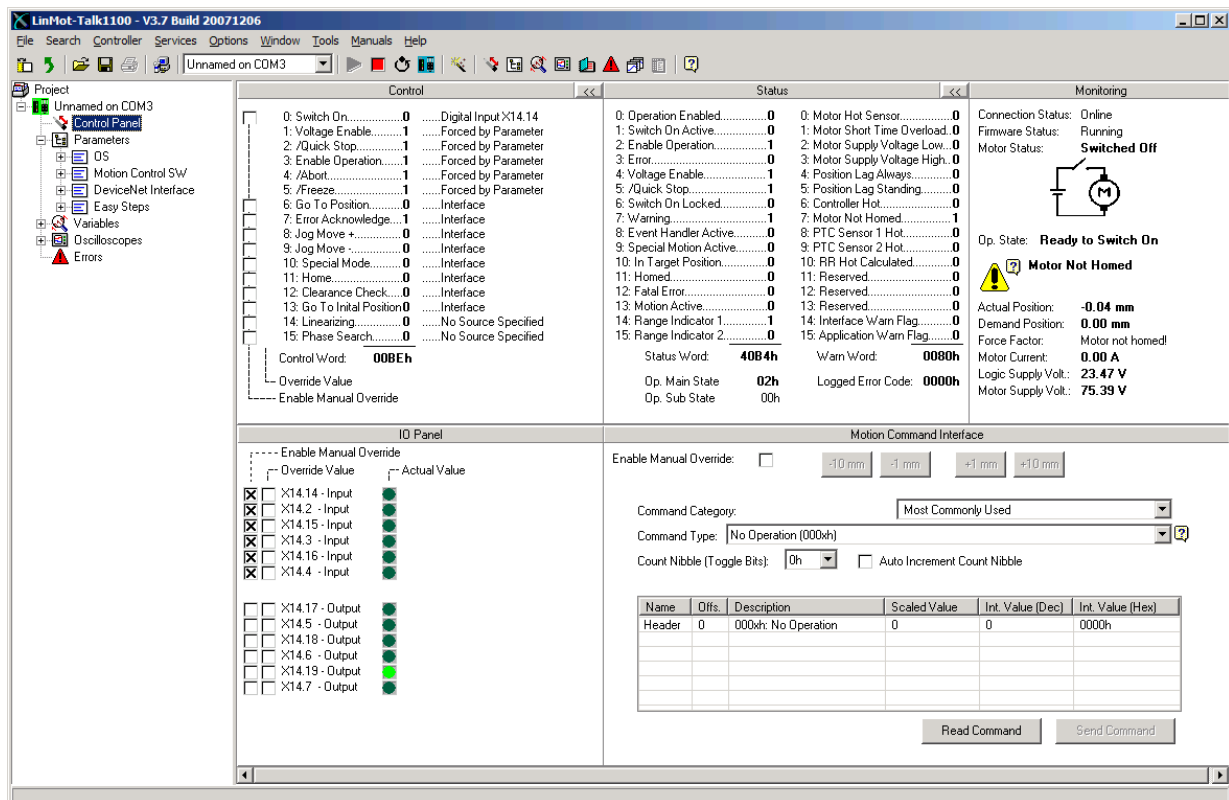 LinMot-Talk1100 - V3.7 Build 20071206
File Search Controller Services Options Window Tools Manuals Help
Unnamed on COM3
Project
Unnamed on COM3
Control Panel
Parameters
OS
Motion Control SW
DeviceNet Interface
Easy Steps
Variables
Oscilloscopes
Errors
Control <<
0: Switch On..............0 .....Digital Input X14.14
1: Voltage Enable........1 ......Forced by Parameter
2: /Quick Stop.............1 ......Forced by Parameter
3: Enable Operation......1 ......Forced by Parameter
4: /Abort....................1 ......Forced by Parameter
5: /Freeze..................1 ......Forced by Parameter
6: Go To Position.........0 ......Interface
7: Error Acknowledge....1 ......Interface
8: Jog Move +.............0 ......Interface
9: Jog Move -..............0 ......Interface
10: Special Mode.........0 ......Interface
11: Home...................0 ......Interface
12: Clearance Check.....0 ......Interface
13: Go To Inital Position0 ......Interface
14: Linearizing.............0 ......No Source Specified
15: Phase Search.........0 ......No Source Specified
Control Word: 00BEh
Override Value
Enable Manual Override
Status <<
0: Operation Enabled.......0
1: Switch On Active..........0
2: Enable Operation..........1
3: Error..........................0
4: Voltage Enable............1
5: /Quick Stop.................1
6: Switch On Locked.........0
7: Warning......................1
8: Event Handler Active.....0
9: Special Motion Active....0
10: In Target Position........0
11: Homed......................0
12: Fatal Error..................0
13: Motion Active.............0
14: Range Indicator 1........1
15: Range Indicator 2........0
Status Word: 40B4h
Op. Main State 02h
Op. Sub State 00h
0: Motor Hot Sensor...........0
1: Motor Short Time Overload..0
2: Motor Supply Voltage Low...0
3: Motor Supply Voltage High..0
4: Position Lag Always........0
5: Position Lag Standing......0
6: Controller Hot................0
7: Motor Not Homed...........1
8: PTC Sensor 1 Hot..........0
9: PTC Sensor 2 Hot..........0
10: RR Hot Calculated........0
11: Reserved....................0
12: Reserved....................0
13: Reserved....................0
14: Interface Warn Flag.......0
15: Application Warn Flag.....0
Warn Word: 0080h
Logged Error Code: 0000h
Monitoring
Connection Status: Online
Firmware Status: Running
Motor Status: Switched Off
M
Op. State: Ready to Switch On
Motor Not Homed
Actual Position: -0.04 mm
Demand Position: 0.00 mm
Force Factor: Motor not homed!
Motor Current: 0.00 A
Logic Supply Volt.: 23.47 V
Motor Supply Volt.: 75.39 V
IO Panel
Enable Manual Override
Override Value
Actual Value
X14.14 - Input
X14.2 - Input
X14.15 - Input
X14.3 - Input
X14.16 - Input
X14.4 - Input
X14.17 - Output
X14.5 - Output
X14.18 - Output
X14.6 - Output
X14.19 - Output
X14.7 - Output
Motion Command Interface
Enable Manual Override: -10 mm -1 mm +1 mm +10 mm
Command Category: Most Commonly Used
Command Type: No Operation (000xh)
Count Nibble (Toggle Bits): 0h Auto Increment Count Nibble
Name Offs. Description Scaled Value Int. Value (Dec) Int. Value (Hex)
Header 0 000xh: No Operation 0 0 0000h
Read Command Send Command